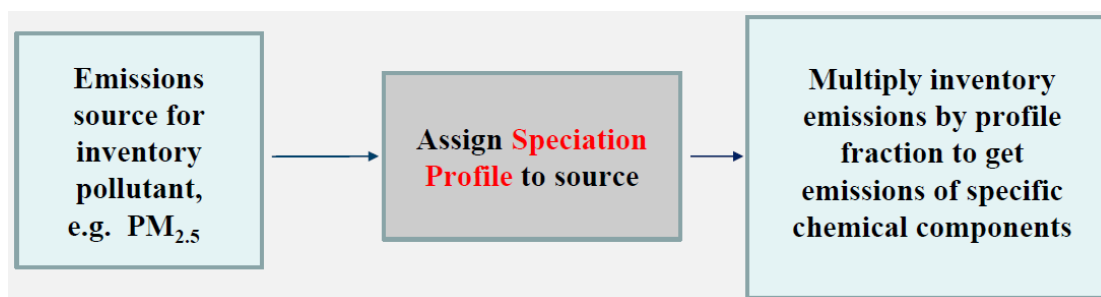 Emissions
source for
inventory
pollutant,
e.g. PM2.5
Assign Speciation
Profile to source
Multiply inventory
emissions by profile
fraction to get
emissions of specific
chemical components